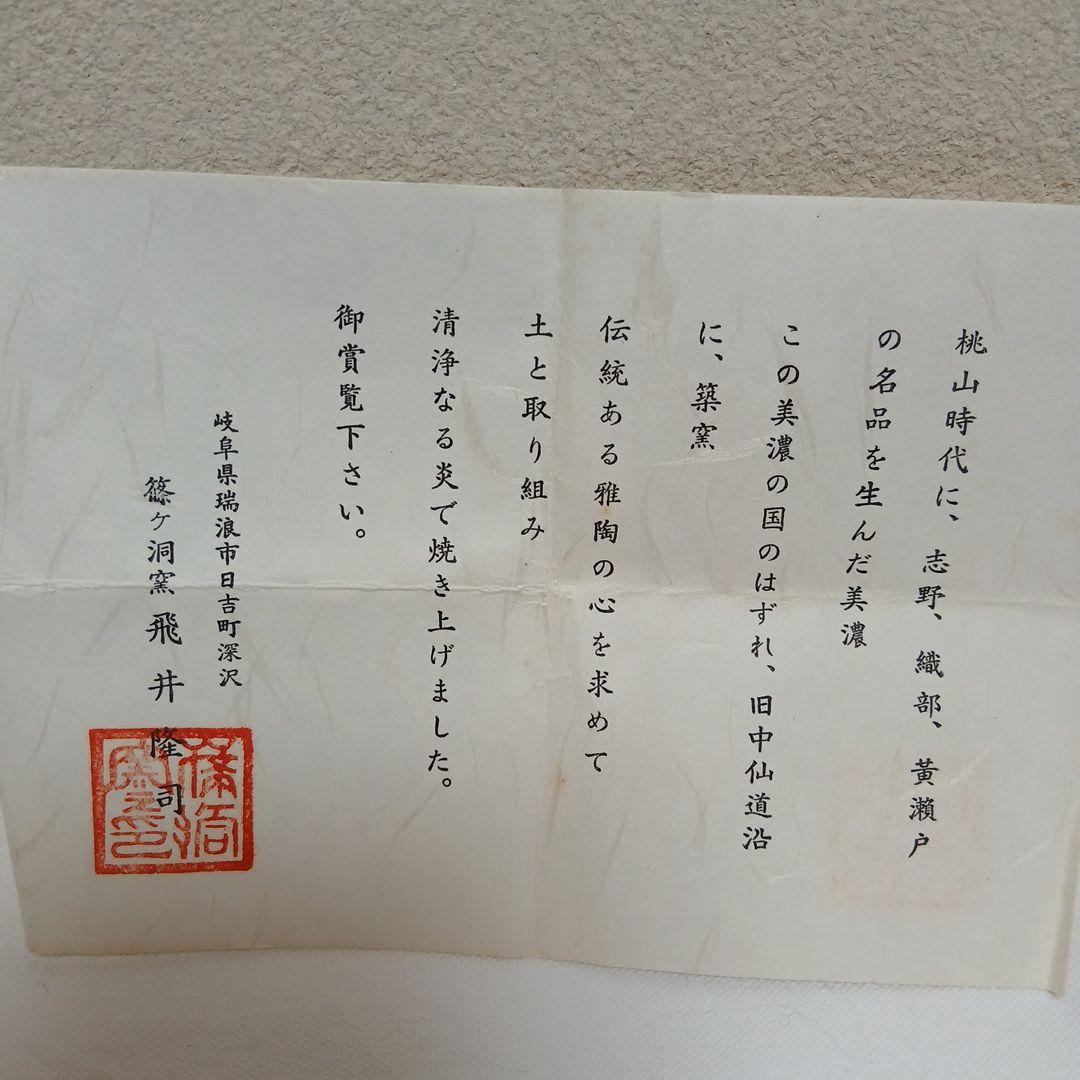 桃山時代に、志野、織部、黄瀬戸
の名品を生んだ美濃
この美濃の国のはずれ、旧中仙道沿
に、築窯
伝統ある雅陶の心を求めて
土と取り組み
清浄なる炎で焼き上げました。
御賞覧下さい。
岐阜県瑞浪市日吉町深沢
篠ヶ洞窯飛井隆司